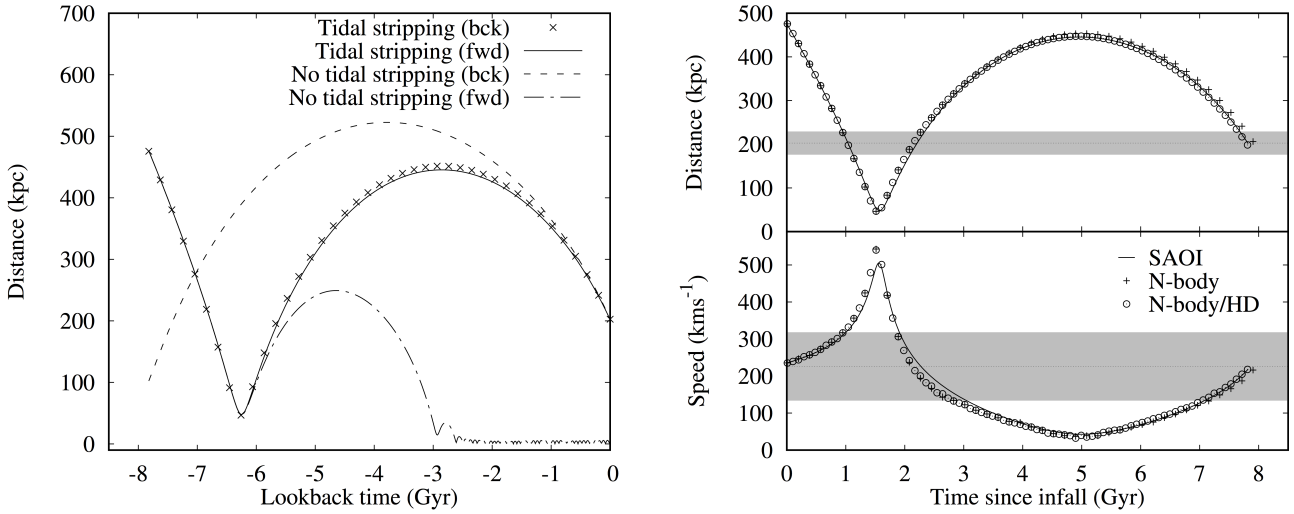 700
600
500
400
300
200
100
0
Distance (kpc)
Tidal stripping (bck)
Tidal stripping (fwd)
No tidal stripping (bck)
No tidal stripping (fwd)
-8 -7 -6 -5 -4 -3 -2 -1 0
Lookback time (Gyr)
500
400
300
200
100
0
Distance (kpc)
500
400
300
200
100
0
Speed (kms-1)
SAOI
N-body
N-body/HD
0 1 2 3 4 5 6 7 8
Time since infall (Gyr)